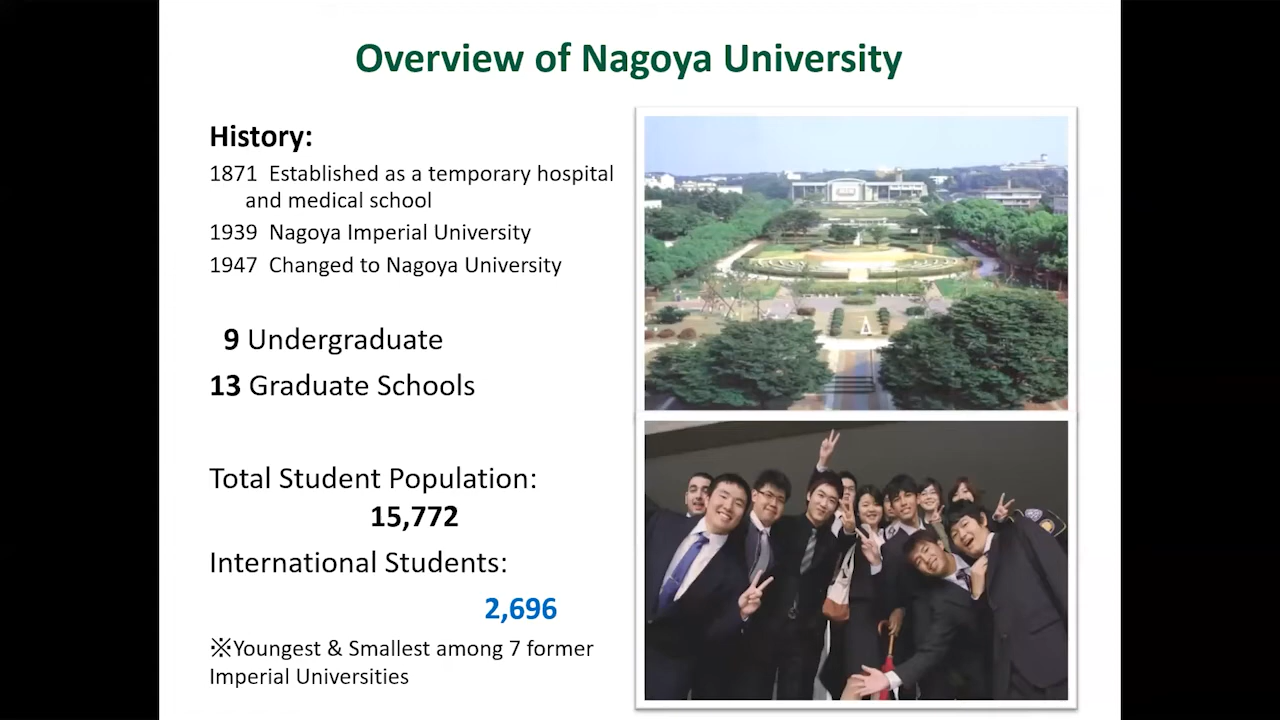 Overview of Nagoya University
History:
1871 Established as a temporary hospital
and medical school
1939 Nagoya Imperial University
1947 Changed to Nagoya University
9 Undergraduate
13 Graduate Schools
Total Student Population:
15,772
International Students:
2,696
※Youngest & Smallest among 7 former
Imperial Universities